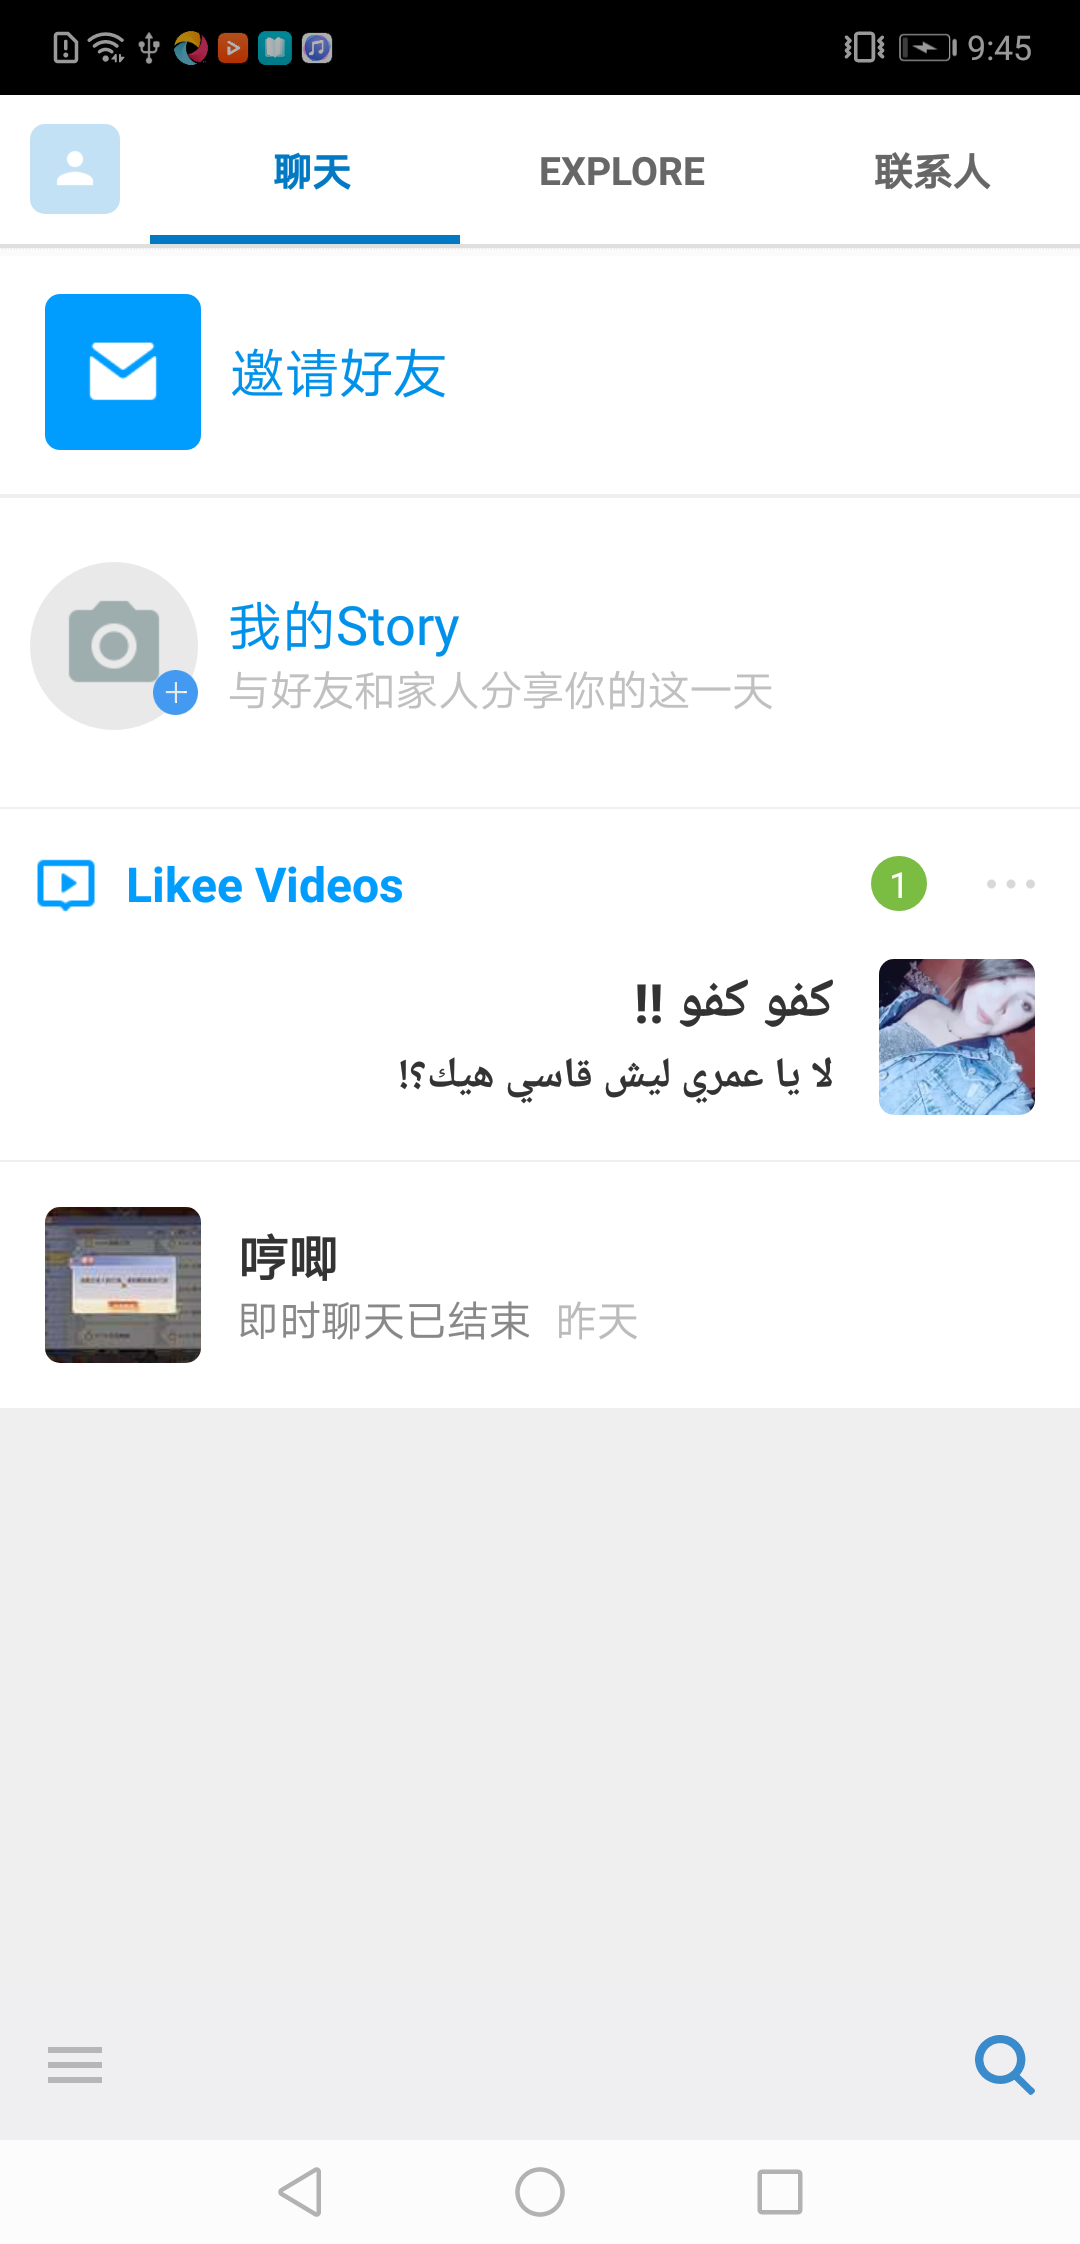 9:45
聊天
EXPLORE
联系人
邀请好友
我的Story
与好友和家人分享你的这一天
Likee Videos
1
كفو كفو !!
لا يا عمري ليش قاسي هيك؟!
哼唧
即时聊天已结束 昨天